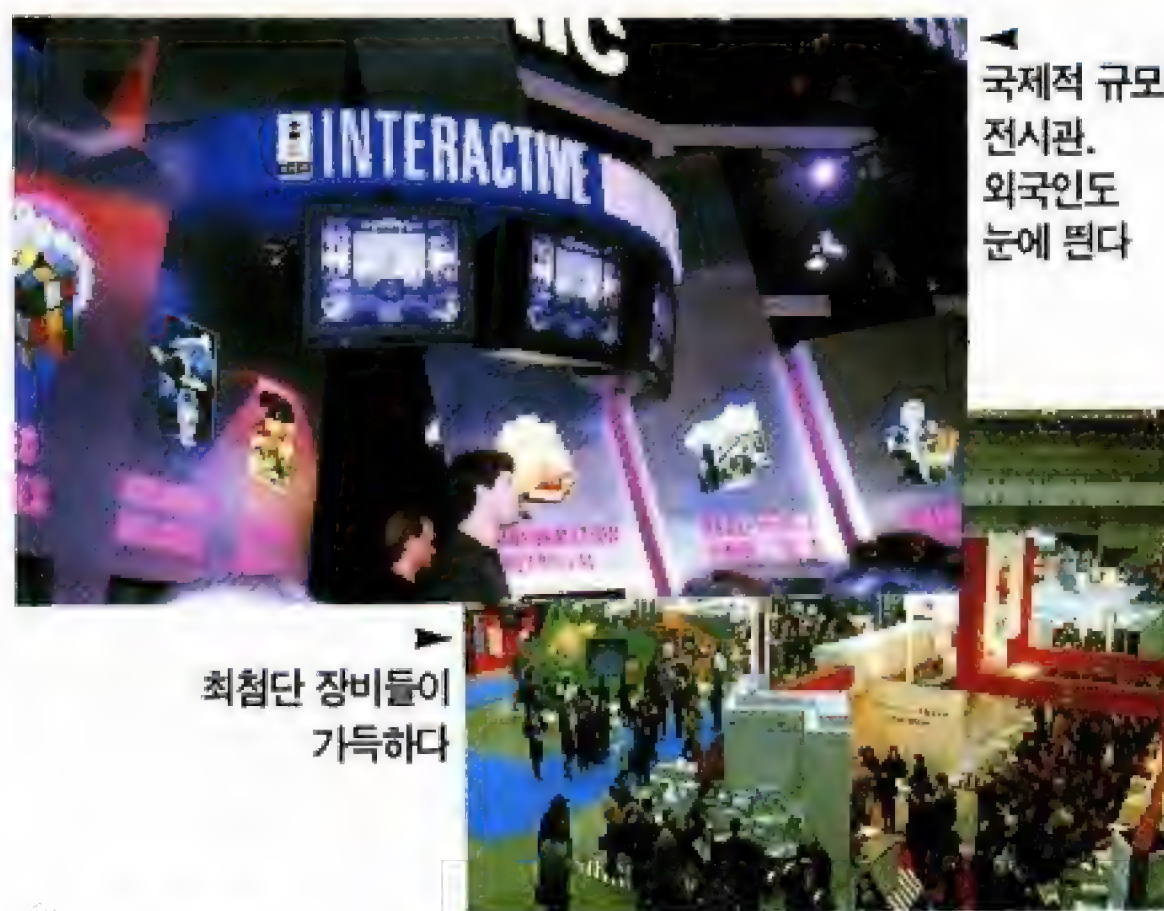 INTERACTIVE
국제적 규모
전시관.
외국인도
눈에 띈다
최첨단 장비들이
가득하다